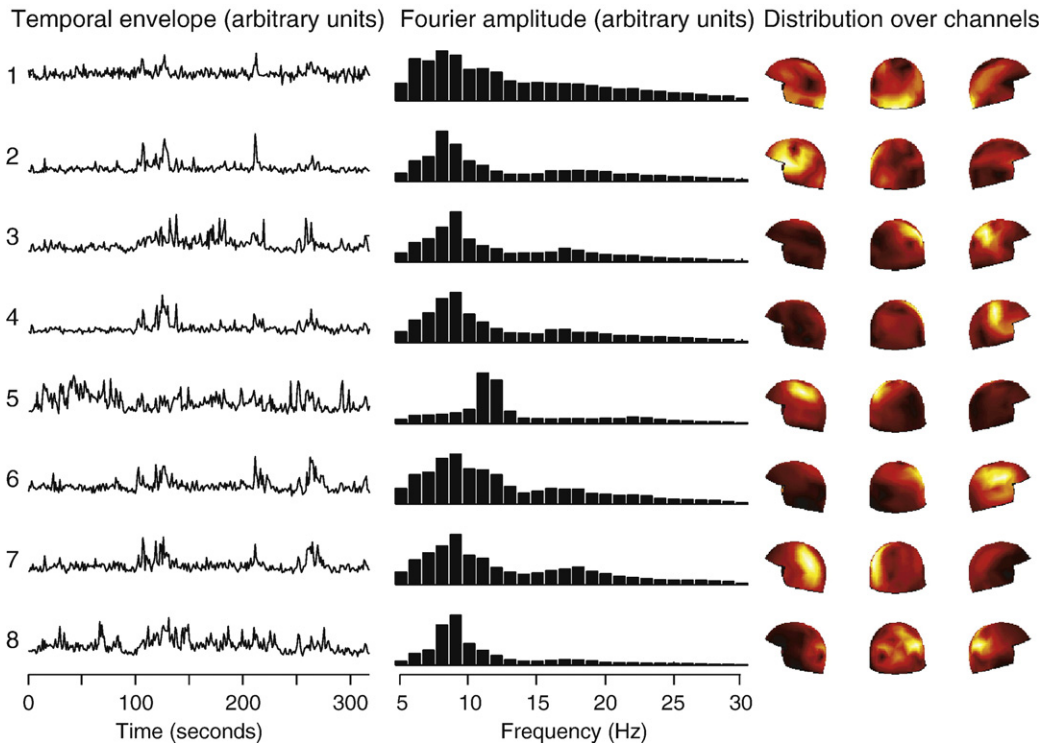 Temporal envelope (arbitrary units) Fourier amplitude (arbitrary units) Distribution over channels
1
2
3
4
5
6
7
8
0 100 200 300 5 10 15 20 25 30
Time (seconds) Frequency (Hz)